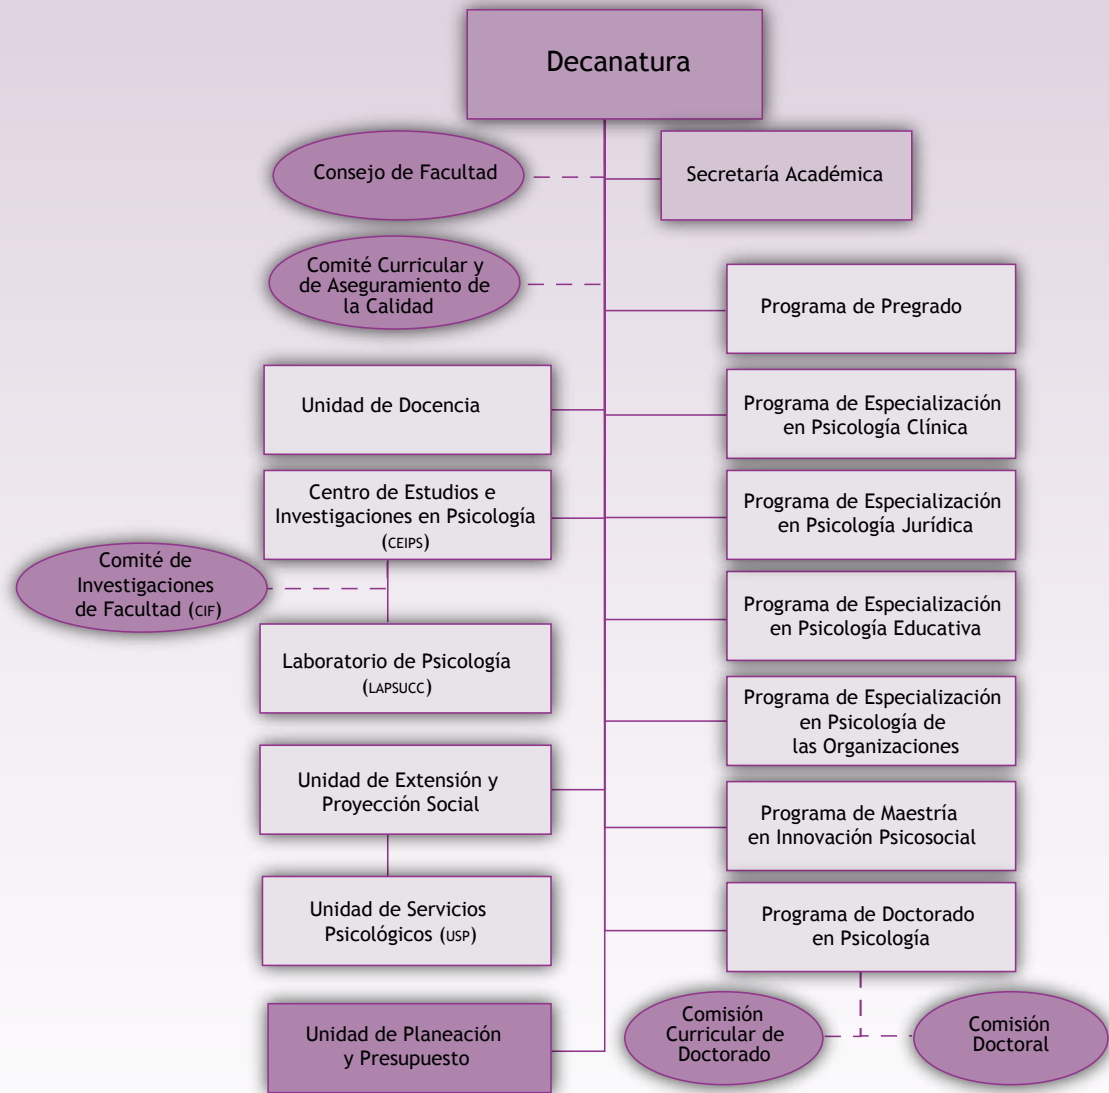 Decanatura
Consejo de Facultad
Secretaría Académica
Comité Curricular y
de Aseguramiento de
la Calidad
Programa de Pregrado
Unidad de Docencia
Programa de Especialización
en Psicología Clínica
Centro de Estudios e
Investigaciones en Psicología
(CEIPS)
Programa de Especialización
en Psicología Jurídica
Comité de
Investigaciones
de Facultad (CIF)
Programa de Especialización
en Psicología Educativa
Laboratorio de Psicología
(LAPSUCC)
Programa de Especialización
en Psicología de
las Organizaciones
Unidad de Extensión y
Proyección Social
Programa de Maestría
en Innovación Psicosocial
Unidad de Servicios
Psicológicos (USP)
Programa de Doctorado
en Psicología
Unidad de Planeación
y Presupuesto
Comisión
Curricular de
Doctorado
Comisión
Doctoral